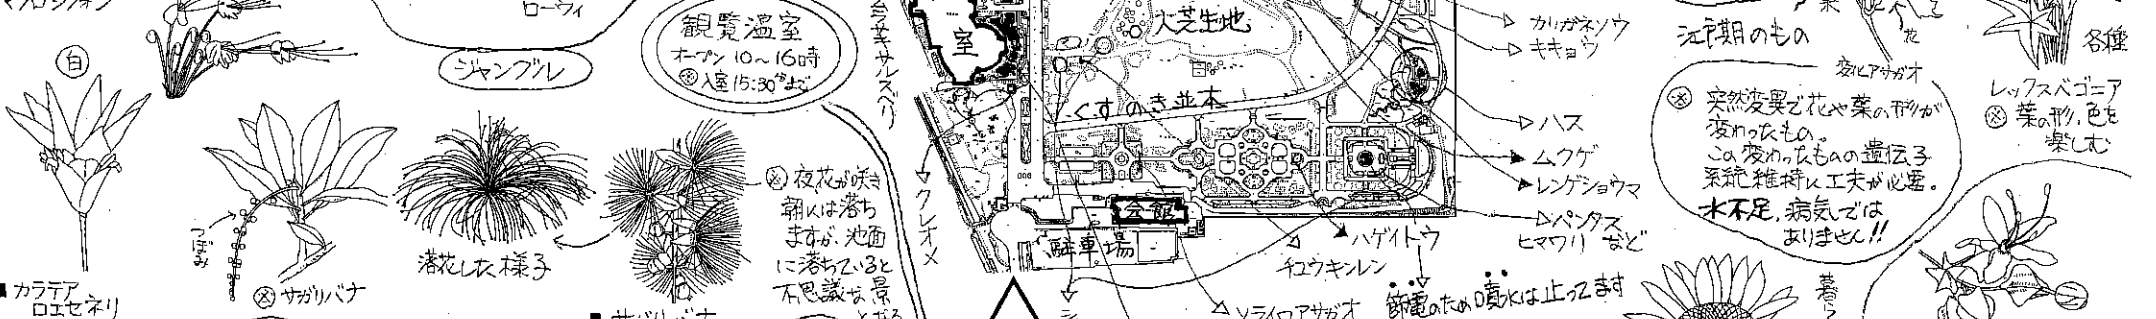 ローウィ
ジャングル
白
つぼみ
カラテア
ロエセネリ
※サガリバナ
落花した様子
観覧温室
オープン10～16時
※入室15:30分まで
※夜花が咲き
朝には落ち
ますが、池面
に落ちていると
不思議な景
室
大芝生地
くすのき並木
会館
駐車場
クレオメ
カリガネソウ
キキョウ
ハス
ムクゲ
レンゲショウマ
ペンタス
ヒマワリ など
ハゲイトウ
チユウキンレン
ソライロアサガオ
節電のため噴水は止ってます
江戸期のもの
花
各種
変化アサガオ
※突然変異で花や葉の形が
変わったもの。
この変わったものの遺伝子
系統維持に工夫が必要。
水不足、病気では
ありません!!
レックスベゴニア
※葉の形、色を
楽しむ